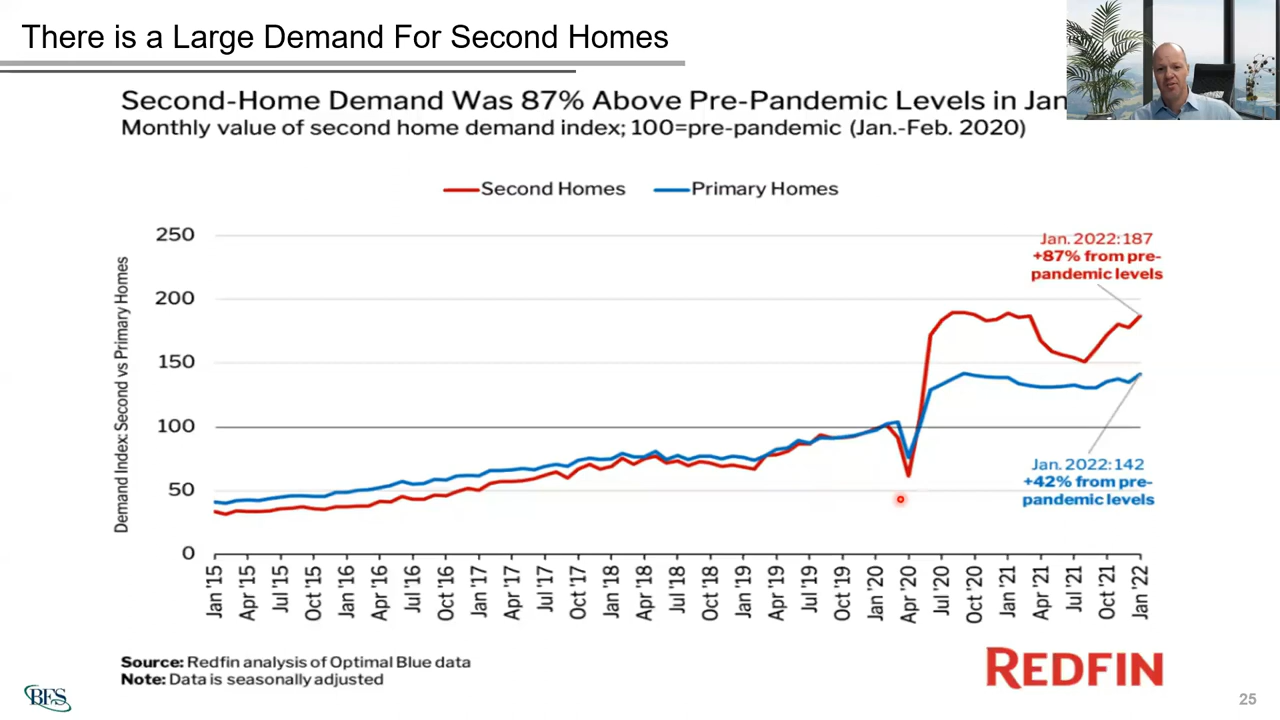 There is a Large Demand For Second Homes
Second-Home Demand Was 87% Above Pre-Pandemic Levels in Jan
Monthly value of second home demand index; 100=pre-pandemic (Jan.-Feb. 2020)
Second Homes
Primary Homes
Demand Index: Second vs Primary Homes
250
200
150
100
50
0
Jan. 2022: 187
+87% from pre-
pandemic levels
Jan. 2022: 142
+42% from pre-
pandemic levels
Jan '15
Apr '15
Jul '15
Oct '15
Jan '16
Apr '16
Jul '16
Oct '16
Jan '17
Apr '17
Jul '17
Oct '17
Jan '18
Apr '18
Jul '18
Oct '18
Jan '19
Apr '19
Jul '19
Oct '19
Jan '20
Apr '20
Jul '20
Oct '20
Jan '21
Apr '21
Jul '21
Oct '21
Jan '22
Source: Redfin analysis of Optimal Blue data
Note: Data is seasonally adjusted
REDFIN
BFS
25